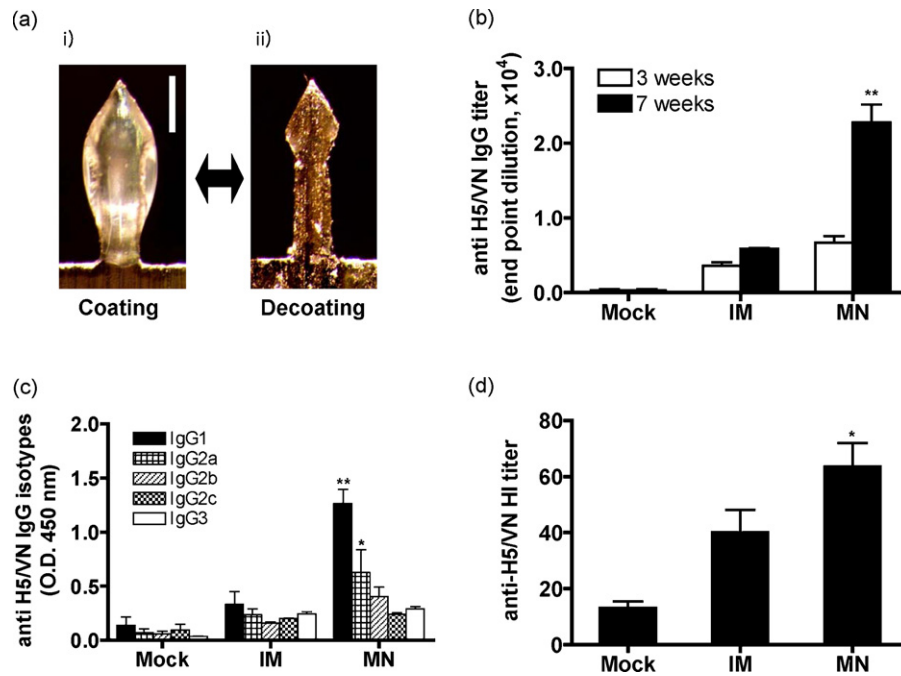 (a)
i)
ii)
Coating
Decoating
(b)
anti H5/VN IgG titer
(end point dilution, x10⁴)
3.0
2.0
1.0
0.0
3 weeks
7 weeks
**
Mock
IM
MN
(c)
anti H5/VN IgG isotypes
(O.D. 450 nm)
2.0
1.5
1.0
0.5
0.0
IgG1
IgG2a
IgG2b
IgG2c
IgG3
**
*
Mock
IM
MN
(d)
anti-H5/VN HI titer
80
60
40
20
0
*
Mock
IM
MN